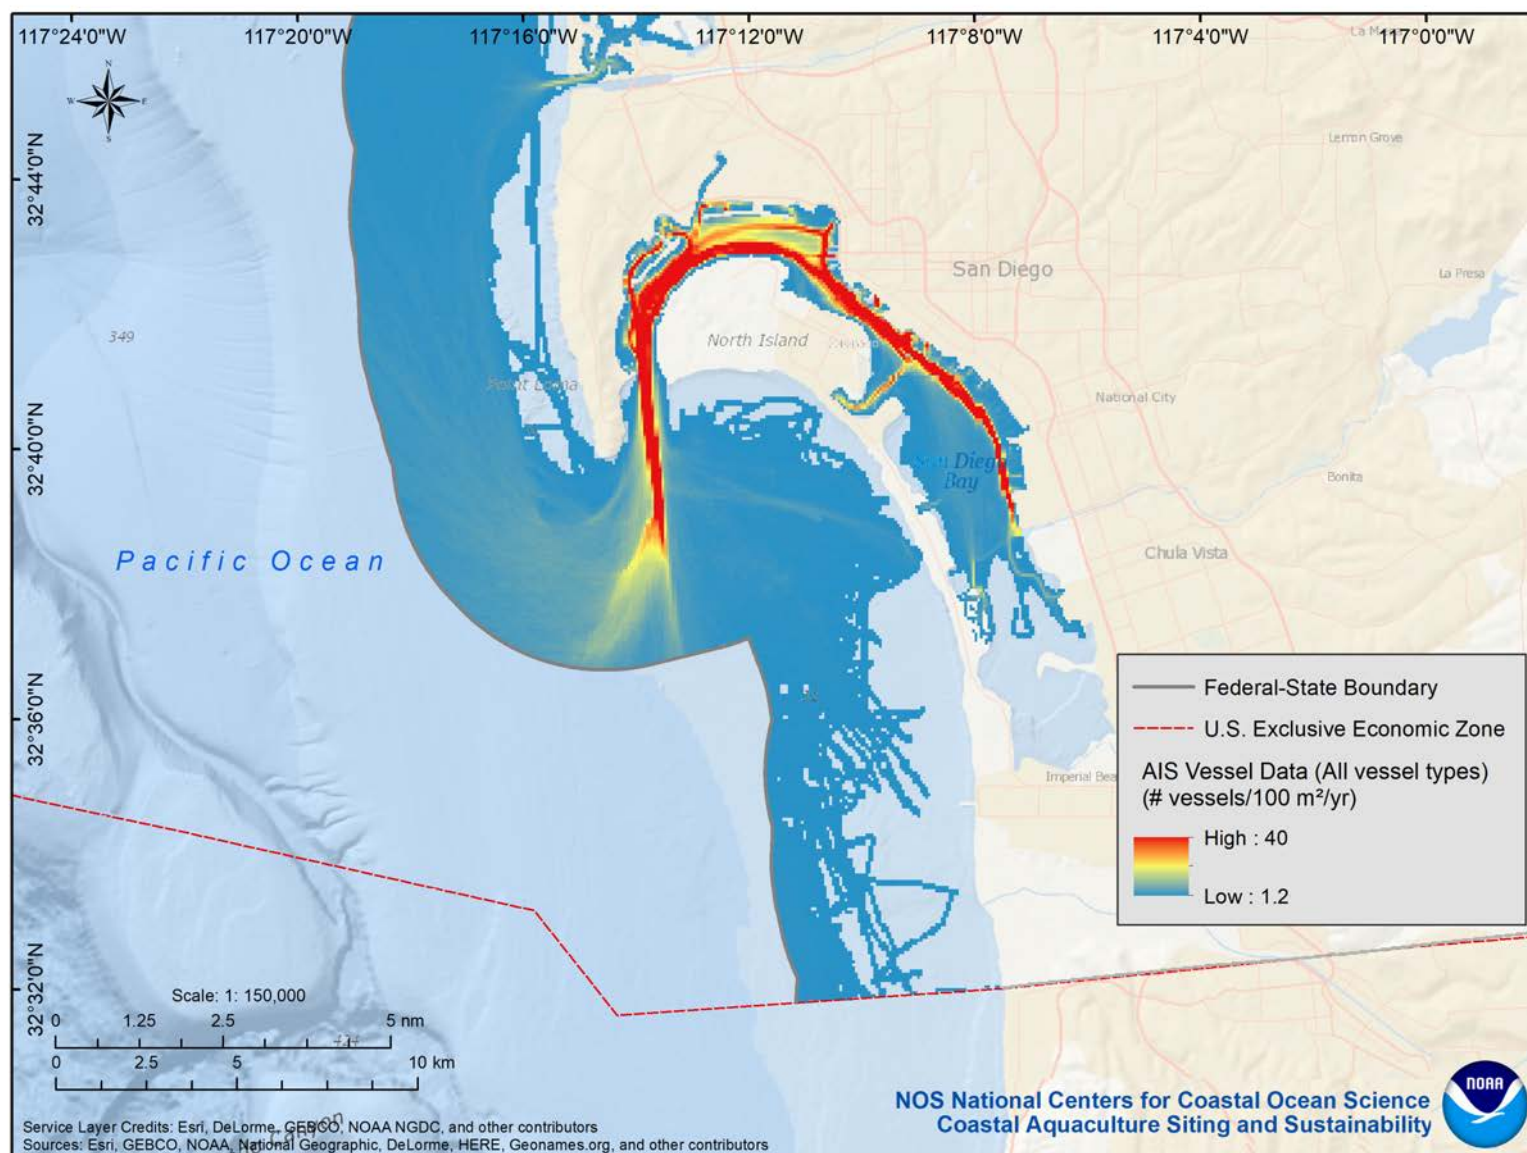 117°24'0"W 117°20'0"W 117°16'0"W 117°12'0"W 117°8'0"W 117°4'0"W 117°0'0"W
N
W E
S
32°44'0"N
32°40'0"N
32°36'0"N
32°32'0"N
Lemon Grove
San Diego
La Presa
349
North Island
Point Loma
National City
San Diego
Bay
Bonita
Pacific Ocean
Chula Vista
Imperial Bea
Federal-State Boundary
U.S. Exclusive Economic Zone
AIS Vessel Data (All vessel types)
(# vessels/100 m²/yr)
High : 40
Low : 1.2
Scale: 1: 150,000
0 1.25 2.5 5 nm
0 2.5 5 10 km
NOAA
NOS National Centers for Coastal Ocean Science
Coastal Aquaculture Siting and Sustainability
Service Layer Credits: Esri, DeLorme, GEBCO, NOAA NGDC, and other contributors
Sources: Esri, GEBCO, NOAA, National Geographic, DeLorme, HERE, Geonames.org, and other contributors